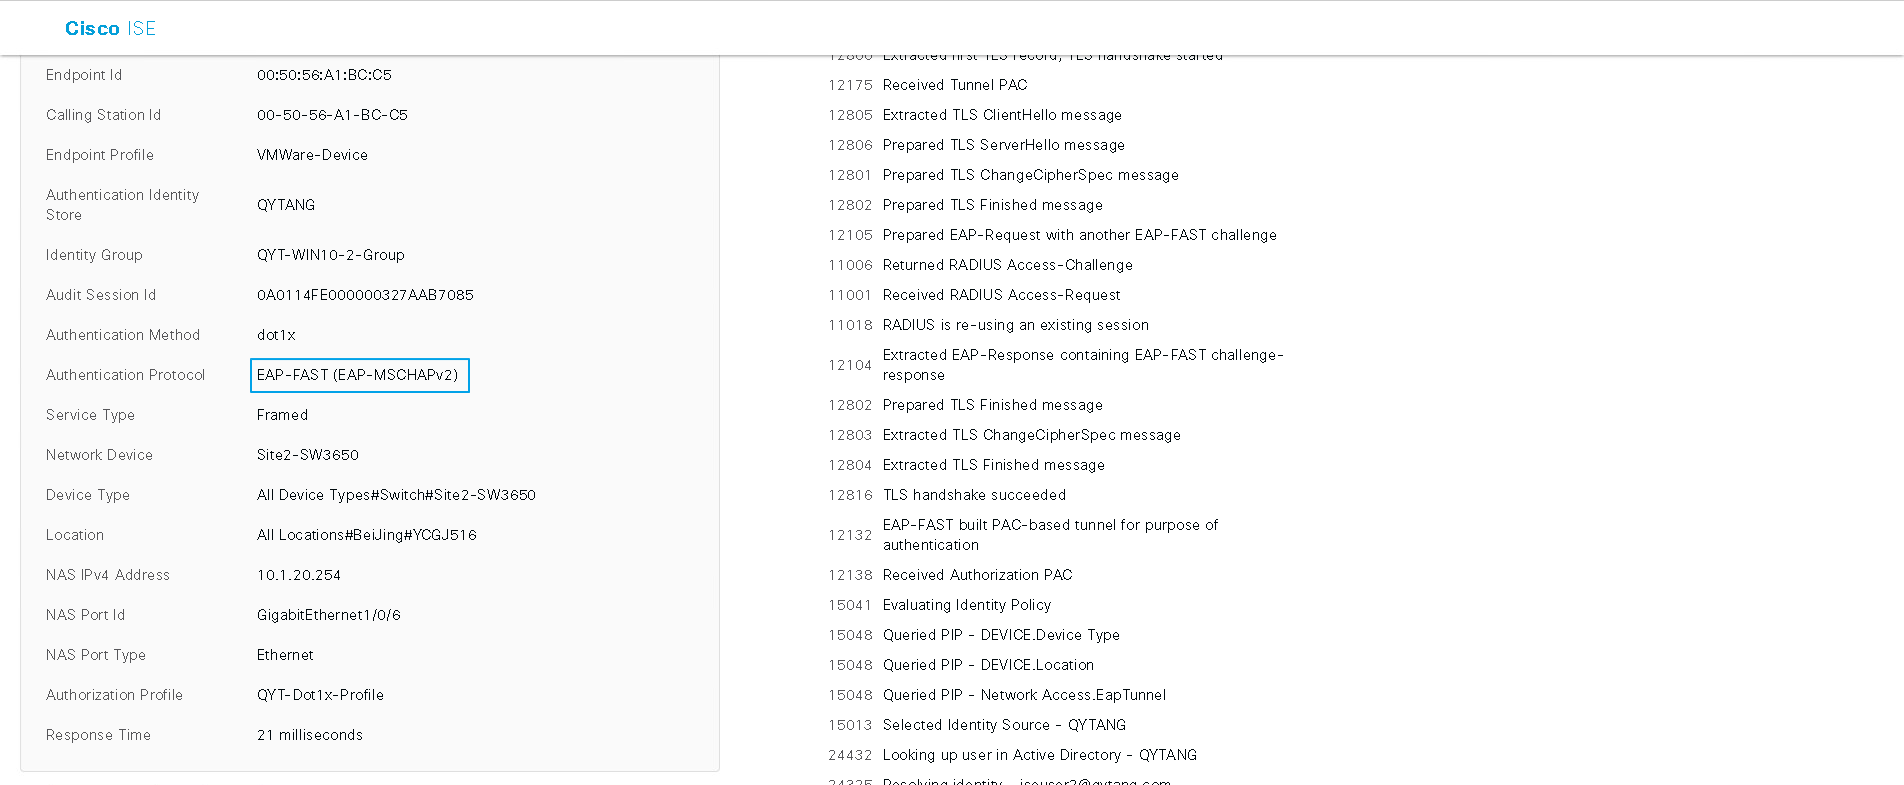 Cisco ISE
Endpoint Id 00:50:56:A1:BC:C5
Calling Station Id 00-50-56-A1-BC-C5
Endpoint Profile VMWare-Device
Authentication Identity
Store
QYTANG
Identity Group QYT-WIN10-2-Group
Audit Session Id 0A0114FE000000327AAB7085
Authentication Method dot1x
Authentication Protocol EAP-FAST (EAP-MSCHAPv2)
Service Type Framed
Network Device Site2-SW3650
Device Type All Device Types#Switch#Site2-SW3650
Location All Locations#BeiJing#YCGJ516
NAS IPv4 Address 10.1.20.254
NAS Port Id GigabitEthernet1/0/6
NAS Port Type Ethernet
Authorization Profile QYT-Dot1x-Profile
Response Time 21 milliseconds
Extracted first TLS record; TLS handshake started
12175 Received Tunnel PAC
12805 Extracted TLS ClientHello message
12806 Prepared TLS ServerHello message
12801 Prepared TLS ChangeCipherSpec message
12802 Prepared TLS Finished message
12105 Prepared EAP-Request with another EAP-FAST challenge
11006 Returned RADIUS Access-Challenge
11001 Received RADIUS Access-Request
11018 RADIUS is re-using an existing session
12104 Extracted EAP-Response containing EAP-FAST challenge-
response
12802 Prepared TLS Finished message
12803 Extracted TLS ChangeCipherSpec message
12804 Extracted TLS Finished message
12816 TLS handshake succeeded
12132 EAP-FAST built PAC-based tunnel for purpose of
authentication
12138 Received Authorization PAC
15041 Evaluating Identity Policy
15048 Queried PIP - DEVICE.Device Type
15048 Queried PIP - DEVICE.Location
15048 Queried PIP - Network Access.EapTunnel
15013 Selected Identity Source - QYTANG
24432 Looking up user in Active Directory - QYTANG
24325 Resolving identity - iseuser2@qytang.com